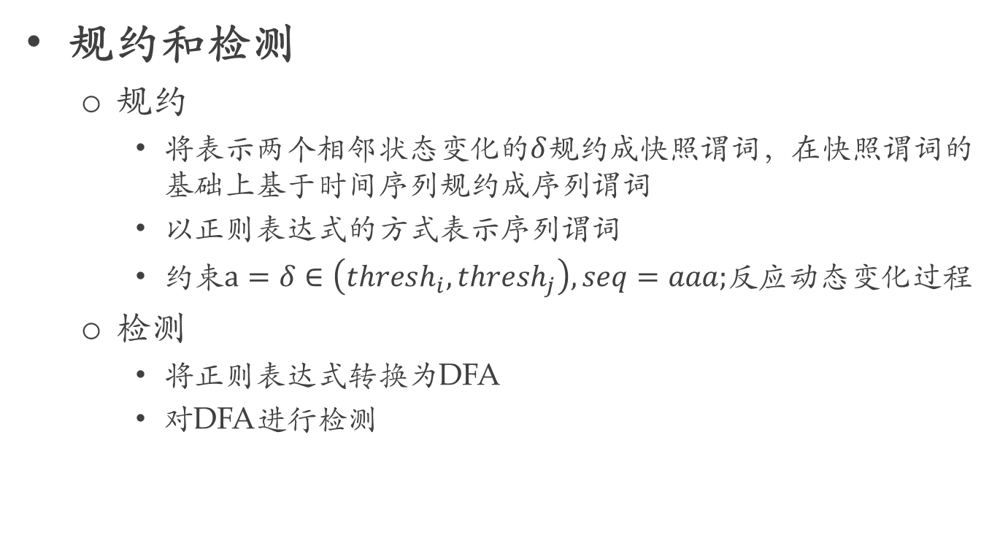 • 规约和检测
○ 规约
• 将表示两个相邻状态变化的δ规约成快照谓词，在快照谓词的
基础上基于时间序列规约成序列谓词
• 以正则表达式的方式表示序列谓词
• 约束a = δ ∈ (thresh_i, thresh_j), seq = aaa;反应动态变化过程
○ 检测
• 将正则表达式转换为DFA
• 对DFA进行检测